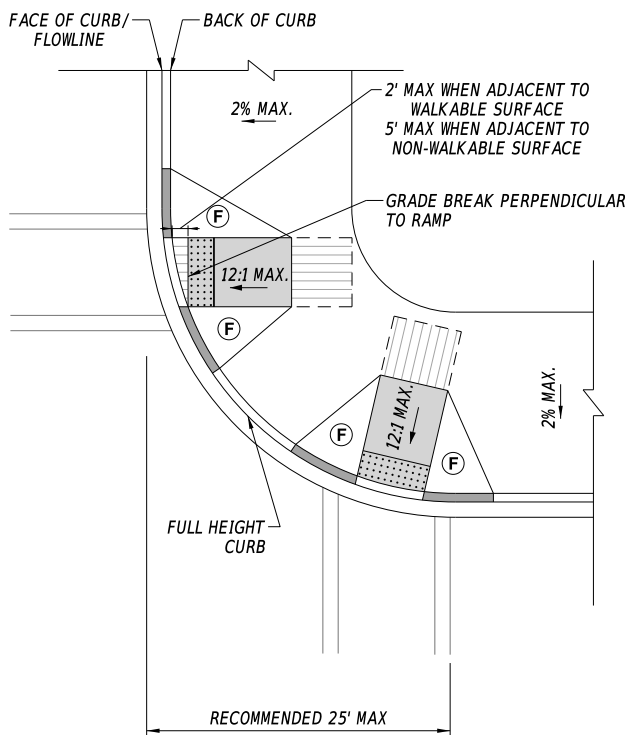 FACE OF CURB/
FLOWLINE
BACK OF CURB
2% MAX.
2' MAX WHEN ADJACENT TO
WALKABLE SURFACE
5' MAX WHEN ADJACENT TO
NON-WALKABLE SURFACE
GRADE BREAK PERPENDICULAR
TO RAMP
F
12:1 MAX.
F
12:1 MAX.
2% MAX.
F
F
FULL HEIGHT
CURB
RECOMMENDED 25' MAX